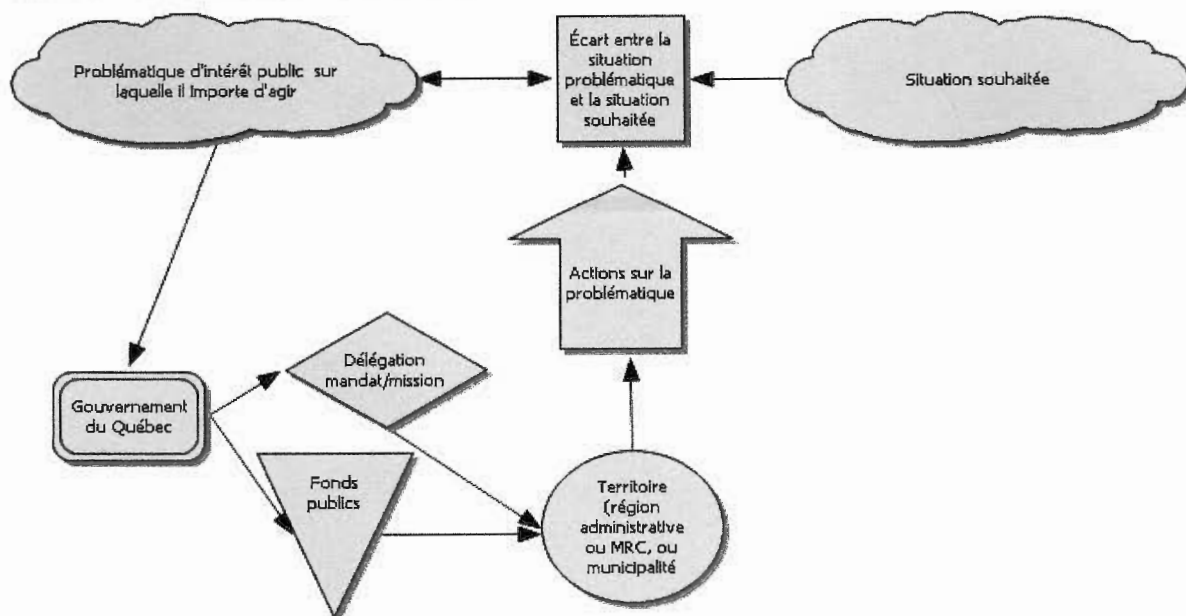 Problématique d'intérêt public sur
laquelle il Importe d'agir
Écart entre la
situation
problématique
et la situation
souhaitée
Situation souhaitée
Actions sur la
problématique
Délégation
mandat/mission
Gouvernement
du Québec
Fonds
publics
Territoire
(région
administrative
ou MRC, ou
municipalité